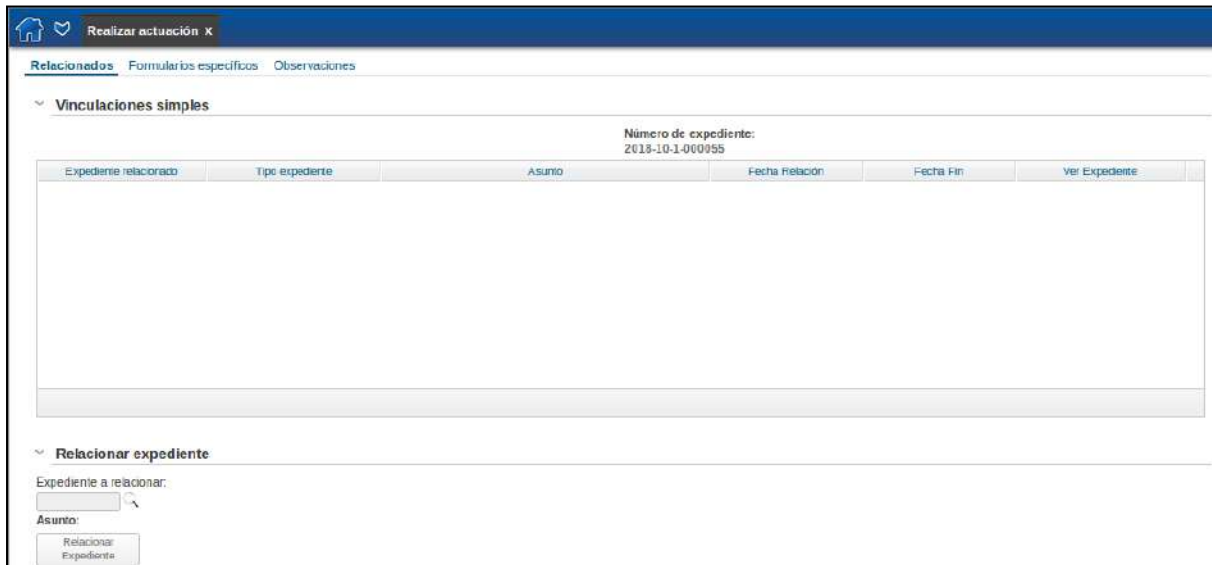 Realizar actuación X
Relacionados Formularios específicos Observaciones
Vinculaciones simples
Número de expediente:
2018-10-1-000055
Expediente relacionado Tipo expediente Asunto Fecha Relación Fecha Fin Ver Expediente
Relacionar expediente
Expediente a relacionar:
Asunto:
Relacionar
Expediente